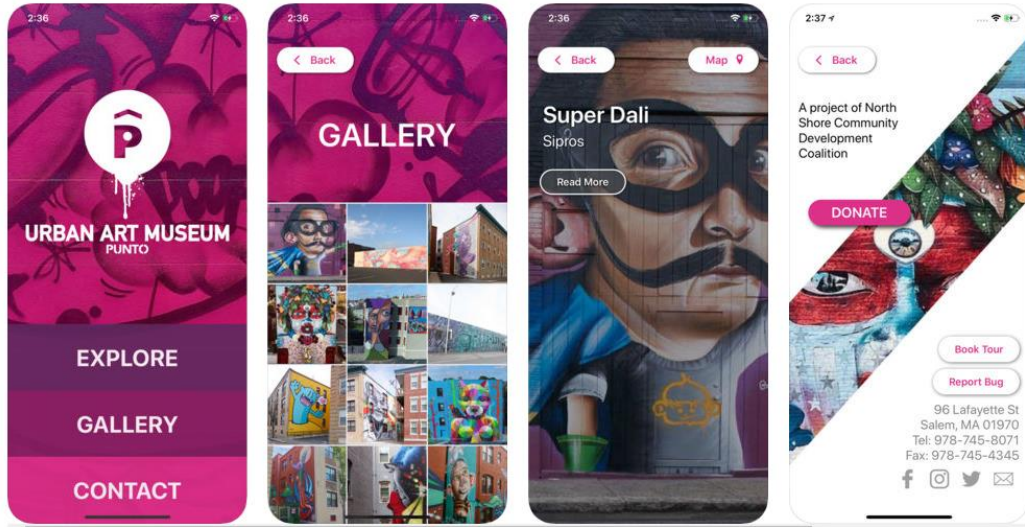 2:36
URBAN ART MUSEUM
PUNTO
EXPLORE
GALLERY
CONTACT
2:36
Back
GALLERY
2:36
Back
Map
Super Dali
Sipros
Read More
2:37
Back
A project of North
Shore Community
Development
Coalition
DONATE
Book Tour
Report Bug
96 Lafayette St
Salem, MA 01970
Tel: 978-745-8071
Fax: 978-745-4345